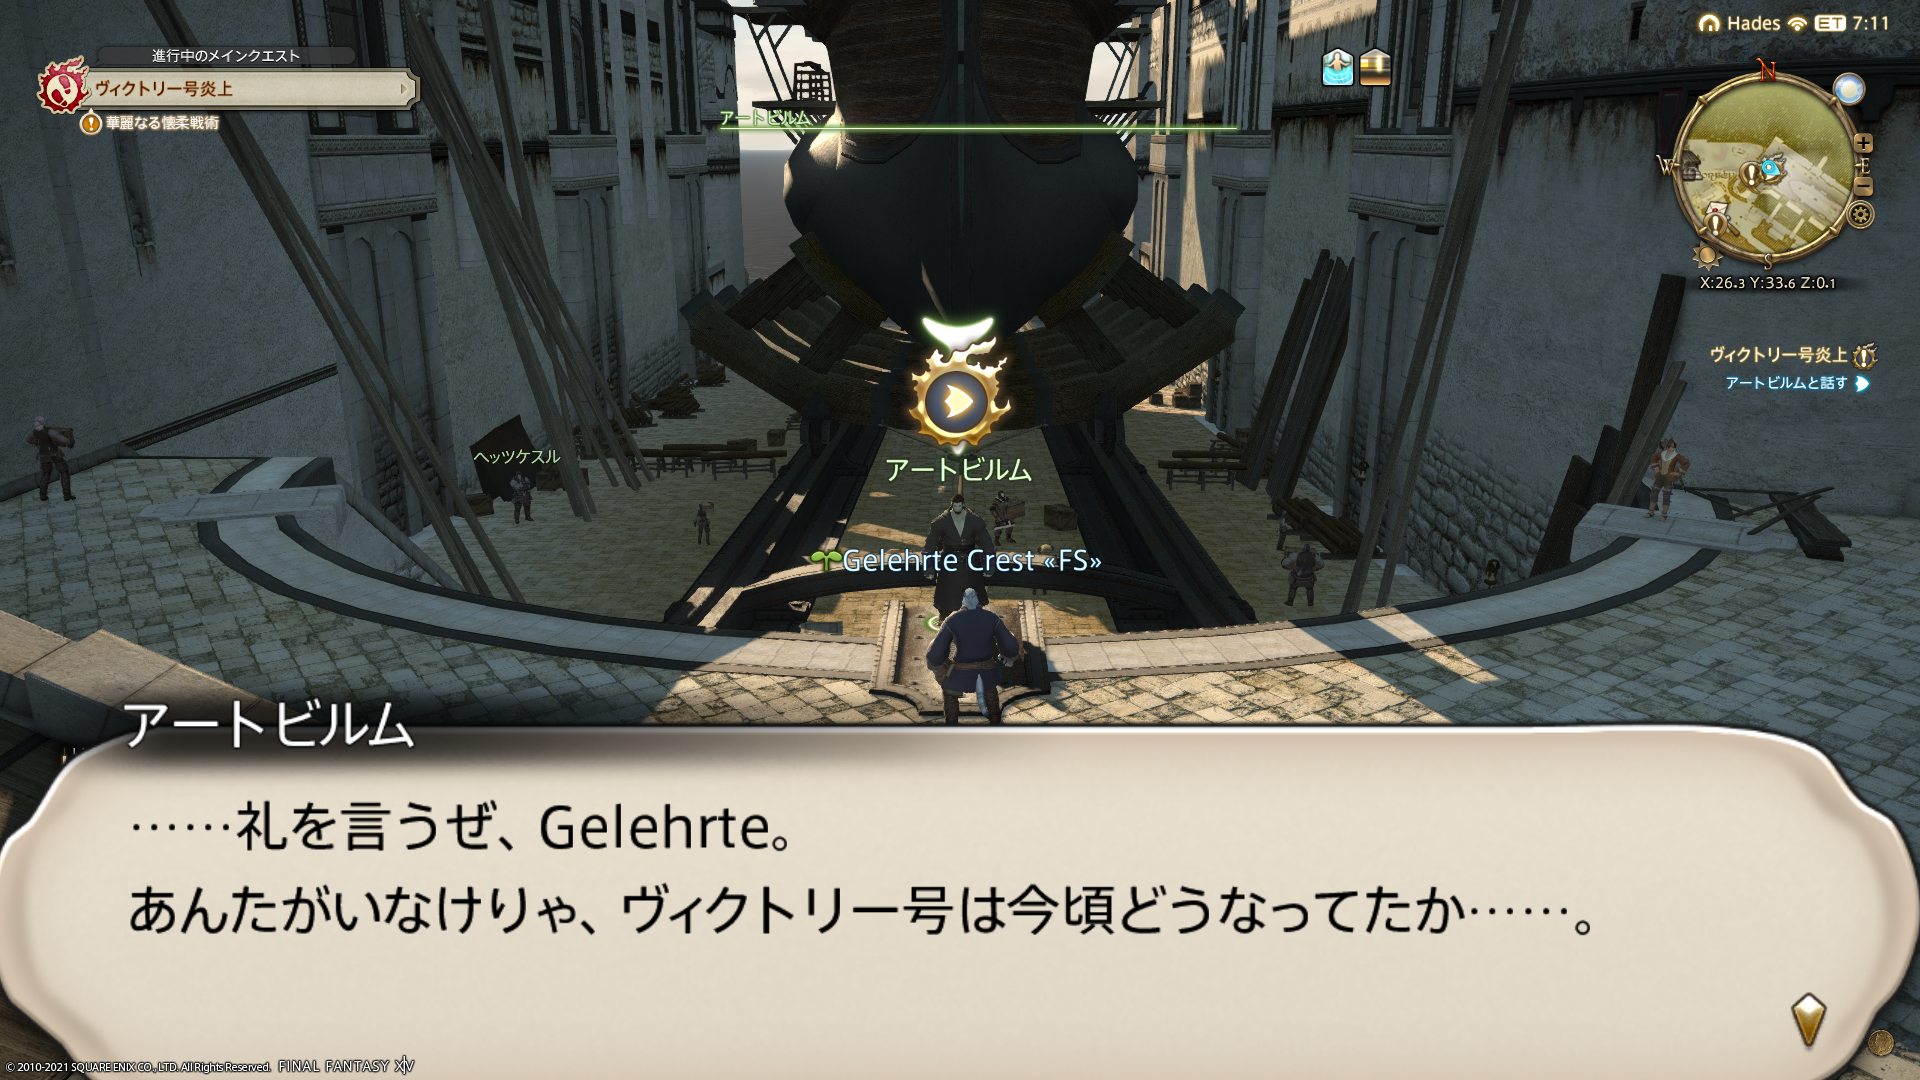 進行中のメインクエスト
ヴィクトリー号炎上
華麗なる懐柔戦術
Hades ET 7:11
アートビルム
N
W
E
S
X:26.3 Y:33.6 Z:0.1
ヴィクトリー号炎上
アートビルムと話す
ヘッツケスル
アートビルム
Gelehrte Crest «FS»
アートビルム
……礼を言うぜ、Gelehrte。
あんたがいなけりゃ、ヴィクトリー号は今頃どうなってたか……。
© 2010-2021 SQUARE ENIX CO., LTD. All Rights Reserved. FINAL FANTASY XIV